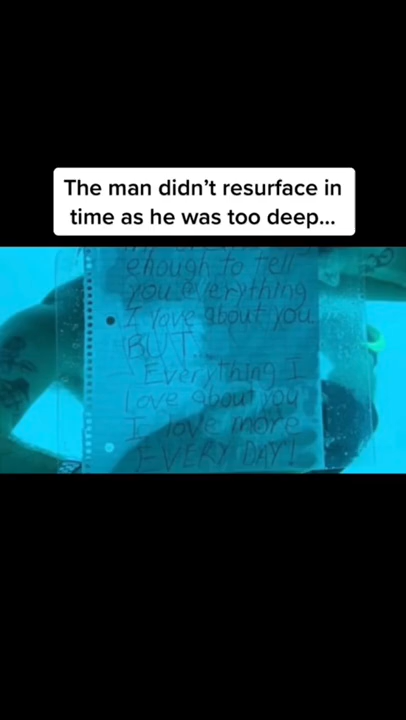 The man didn't resurface in
time as he was too deep...
enough to tell
you everything
I love about you
BUT...
Everything I
Love about you
I love more
EVERY DAY!